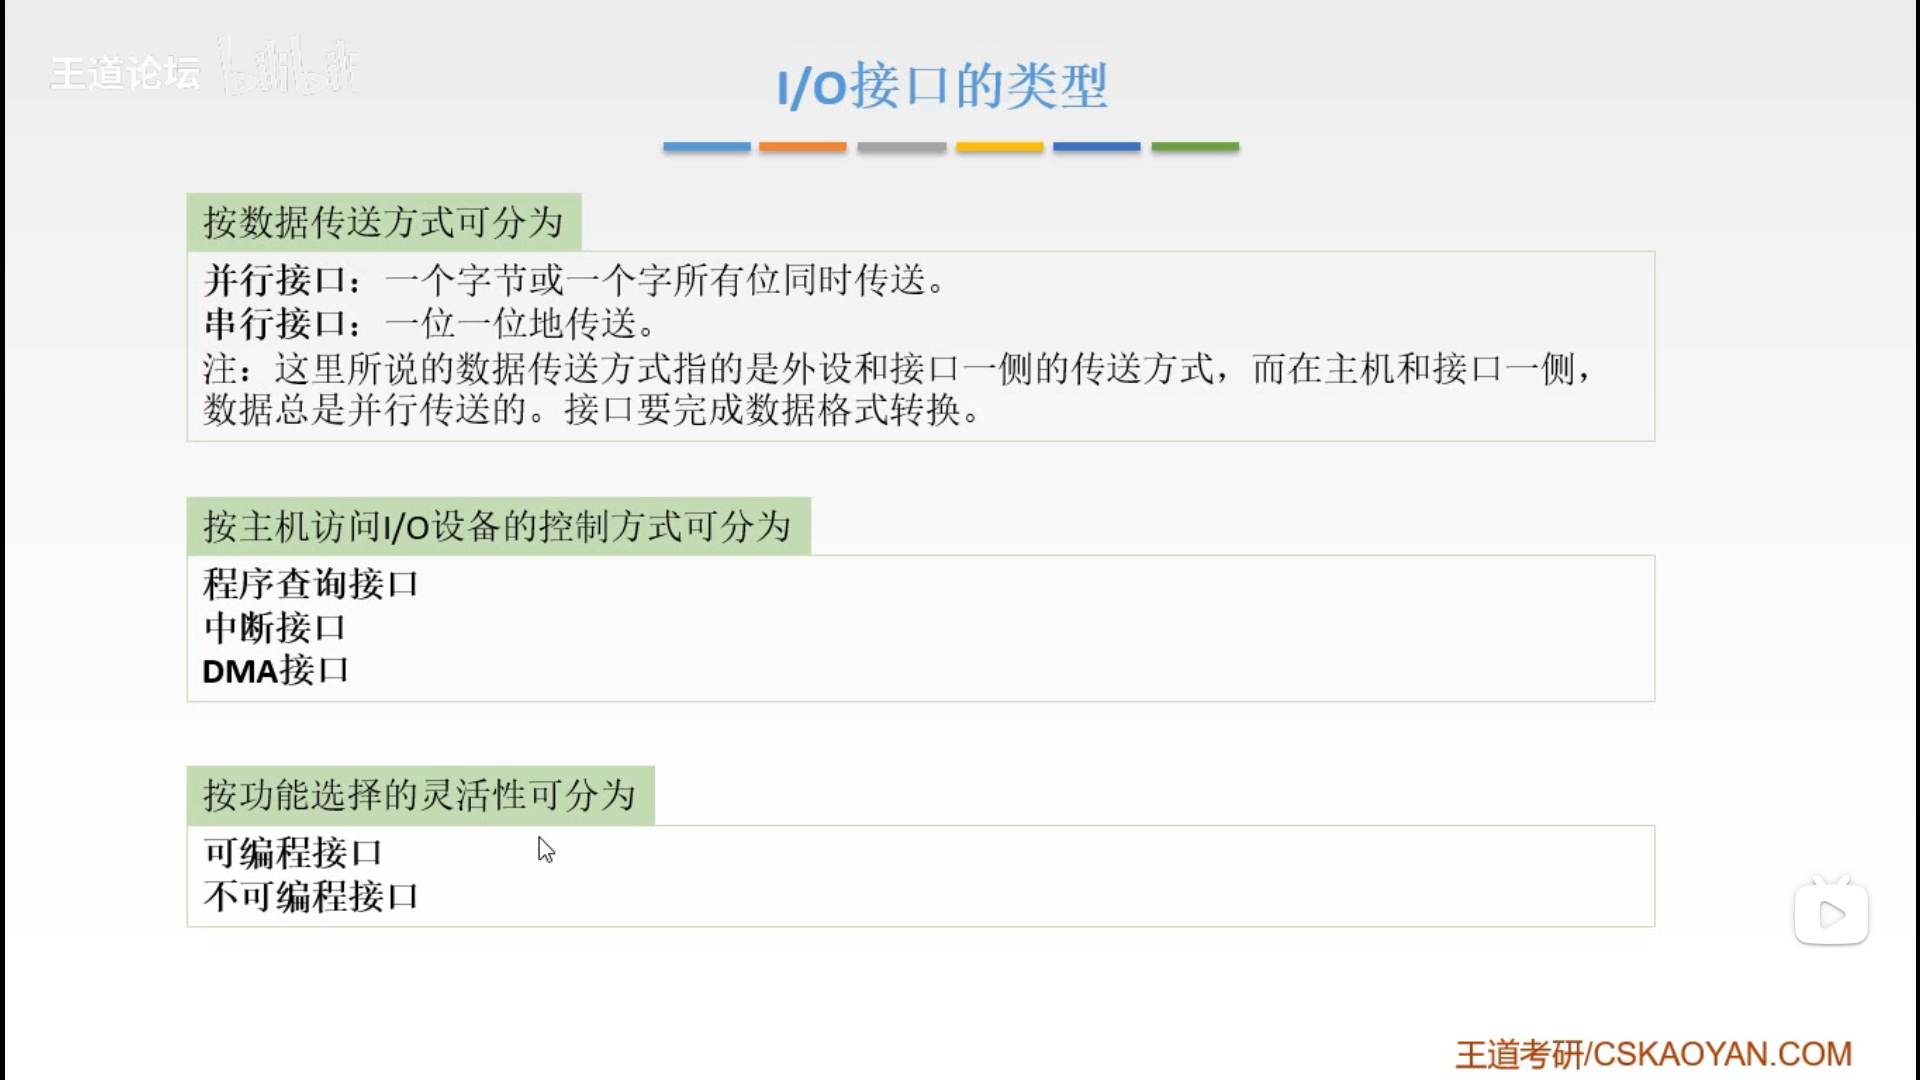 王道论坛 bilibili
I/O接口的类型
按数据传送方式可分为
并行接口：一个字节或一个字所有位同时传送。
串行接口：一位一位地传送。
注：这里所说的数据传送方式指的是外设和接口一侧的传送方式，而在主机和接口一侧，
数据总是并行传送的。接口要完成数据格式转换。
按主机访问I/O设备的控制方式可分为
程序查询接口
中断接口
DMA接口
按功能选择的灵活性可分为
可编程接口
不可编程接口
王道考研/CSKAOYAN.COM